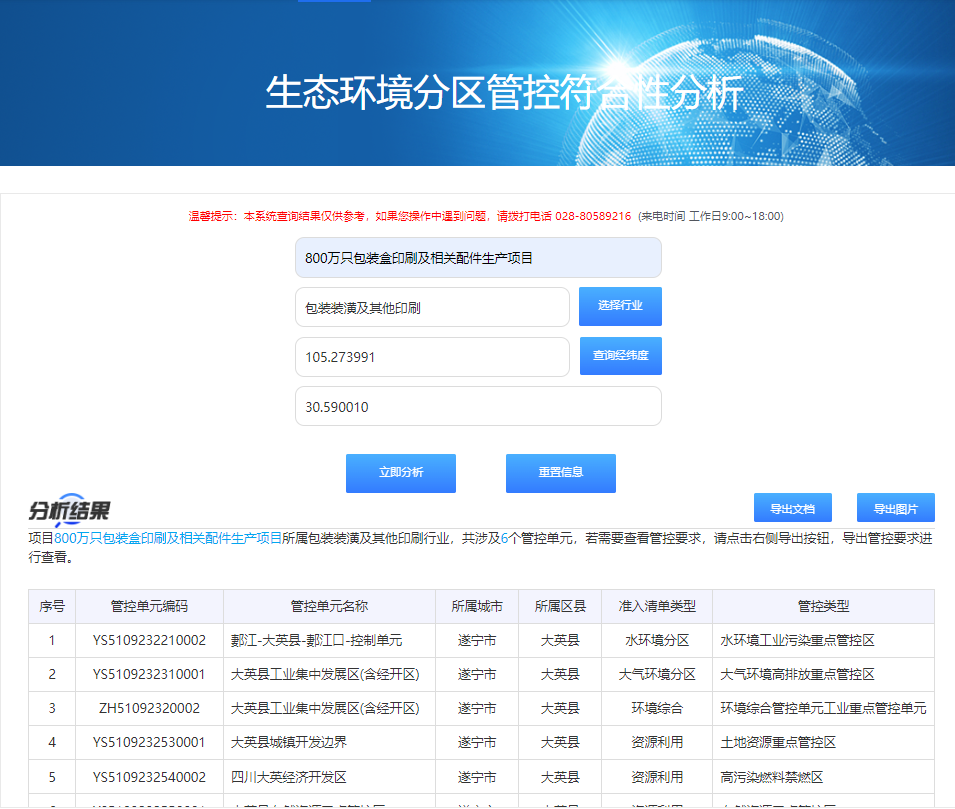 生态环境分区管控符合性分析
温馨提示：本系统查询结果仅供参考，如果您操作中遇到问题，请拨打电话 028-80589216 (来电时间 工作日9:00~18:00)
800万只包装盒印刷及相关配件生产项目
包装装潢及其他印刷 选择行业
105.273991 查询经纬度
30.590010
立即分析 重置信息
分析结果 导出文档 导出图片
项目800万只包装盒印刷及相关配件生产项目所属包装装潢及其他印刷行业，共涉及6个管控单元，若需要查看管控要求，请点击右侧导出按钮，导出管控要求进
行查看。
序号 管控单元编码 管控单元名称 所属城市 所属区县 准入清单类型 管控类型
1 YS5109232210002 郪江-大英县-郪江口-控制单元 遂宁市 大英县 水环境分区 水环境工业污染重点管控区
2 YS5109232310001 大英县工业集中发展区(含经开区) 遂宁市 大英县 大气环境分区 大气环境高排放重点管控区
3 ZH51092320002 大英县工业集中发展区(含经开区) 遂宁市 大英县 环境综合 环境综合管控单元工业重点管控单元
4 YS5109232530001 大英县城镇开发边界 遂宁市 大英县 资源利用 土地资源重点管控区
5 YS5109232540002 四川大英经济开发区 遂宁市 大英县 资源利用 高污染燃料禁燃区